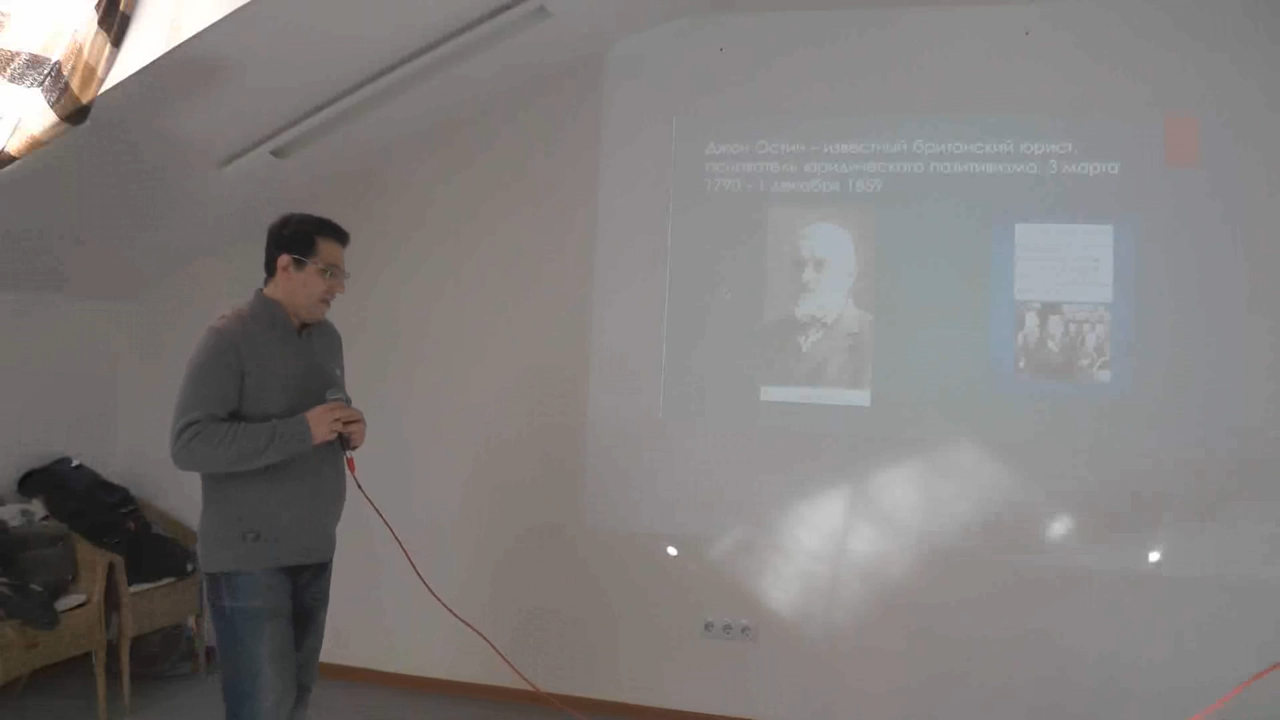 Джон Остин – известный британский юрист,
юридического позитивизма. 3 марта
1790 - 1 декабря 1859